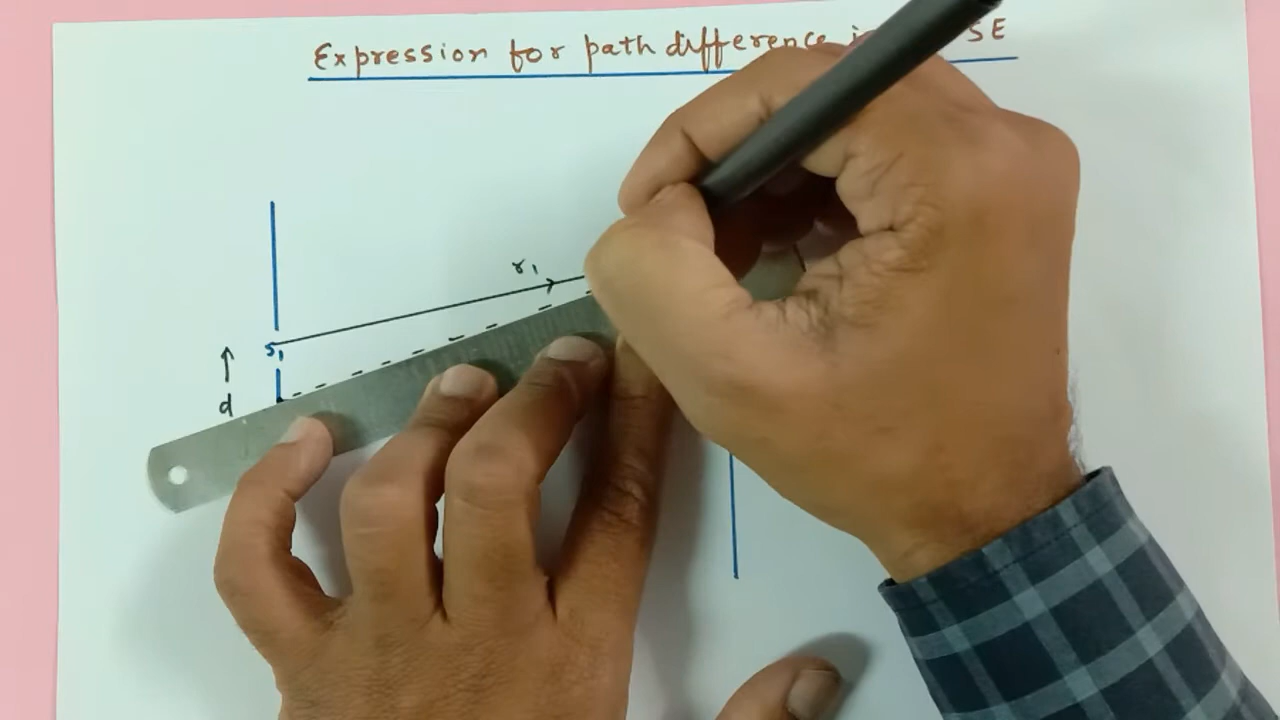 Expression for path difference SE
r₁
S₁
d